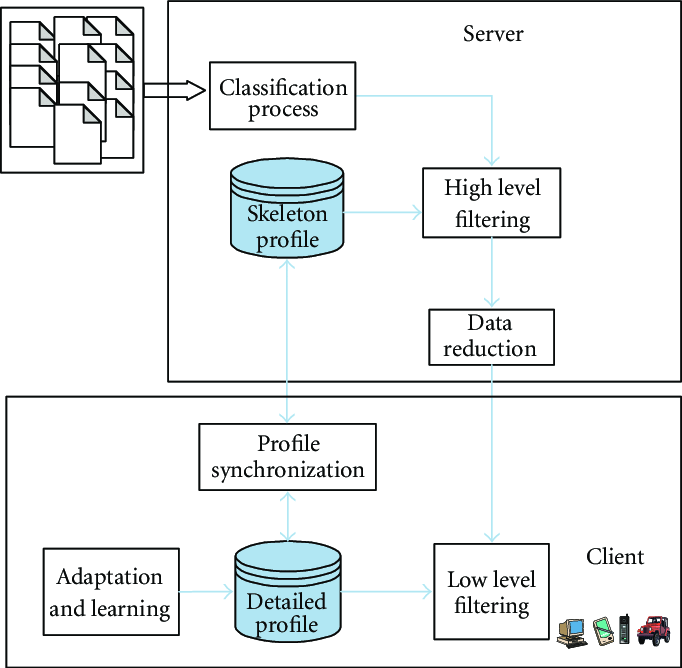 Server
Classification
process
High level
filtering
Skeleton
profile
Data
reduction
Profile
synchronization
Client
Adaptation
and learning
Detailed
profile
Low level
filtering